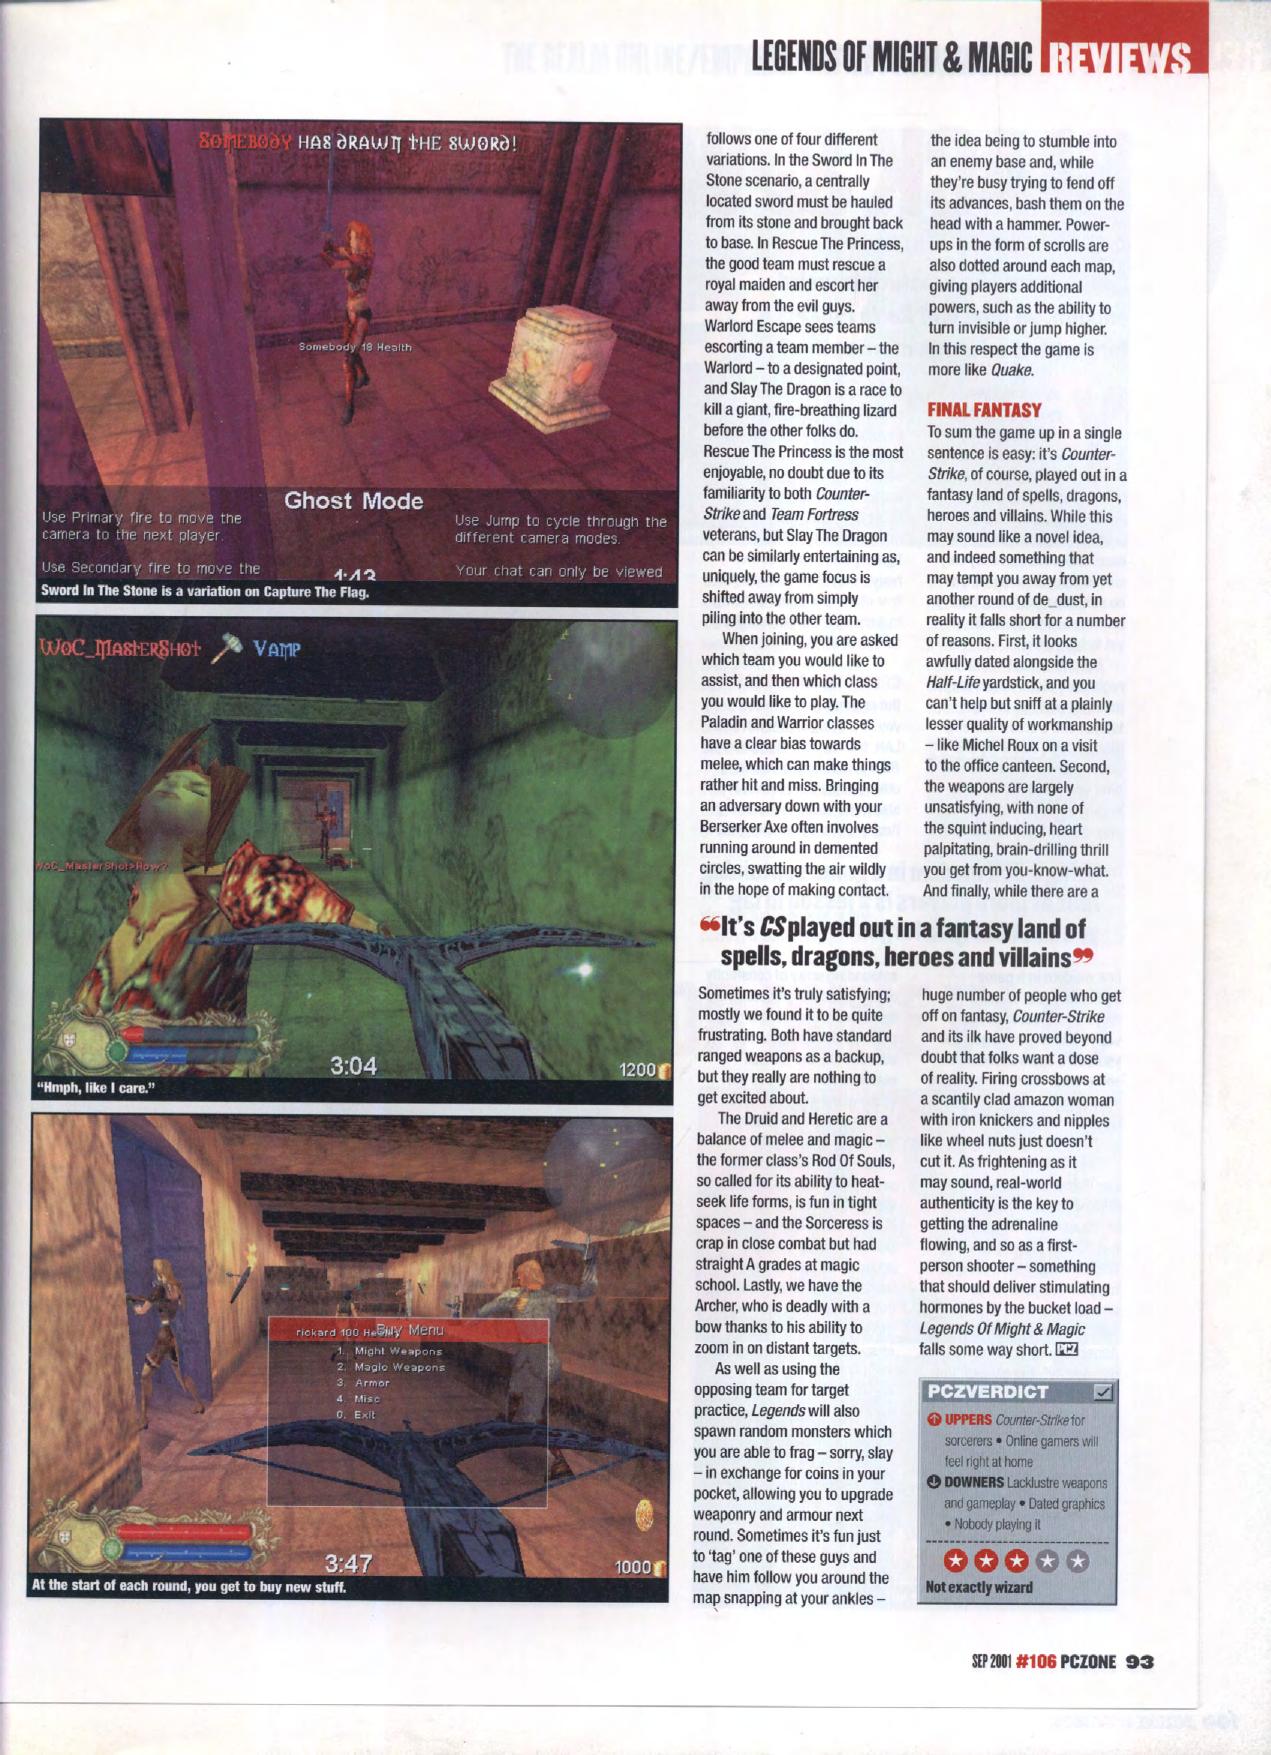 LEGENDS OF MIGHT & MAGIC REVIEWS
SOMEBODY HAS DRAWN THE SWORD!
Somebody 18 Health
Ghost Mode
Use Primary fire to move the
camera to the next player.
Use Secondary fire to move the
Use Jump to cycle through the
different camera modes.
Your chat can only be viewed
1:43
Sword In The Stone is a variation on Capture The Flag.
WoC_MasterShot Vamp
WoC_MasterShot>How?
3:04
1200
“Hmph, like I care.”
rickard 100 Health
Buy Menu
1. Might Weapons
2. Magic Weapons
3. Armor
4. Misc
0. Exit
3:47
1000
At the start of each round, you get to buy new stuff.
follows one of four different
variations. In the Sword In The
Stone scenario, a centrally
located sword must be hauled
from its stone and brought back
to base. In Rescue The Princess,
the good team must rescue a
royal maiden and escort her
away from the evil guys.
Warlord Escape sees teams
escorting a team member – the
Warlord – to a designated point,
and Slay The Dragon is a race to
kill a giant, fire-breathing lizard
before the other folks do.
Rescue The Princess is the most
enjoyable, no doubt due to its
familiarity to both Counter-
Strike and Team Fortress
veterans, but Slay The Dragon
can be similarly entertaining as,
uniquely, the game focus is
shifted away from simply
piling into the other team.
When joining, you are asked
which team you would like to
assist, and then which class
you would like to play. The
Paladin and Warrior classes
have a clear bias towards
melee, which can make things
rather hit and miss. Bringing
an adversary down with your
Berserker Axe often involves
running around in demented
circles, swatting the air wildly
in the hope of making contact.
“It's CS played out in a fantasy land of
spells, dragons, heroes and villains”
Sometimes it's truly satisfying;
mostly we found it to be quite
frustrating. Both have standard
ranged weapons as a backup,
but they really are nothing to
get excited about.
The Druid and Heretic are a
balance of melee and magic –
the former class's Rod Of Souls,
so called for its ability to heat-
seek life forms, is fun in tight
spaces – and the Sorceress is
crap in close combat but had
straight A grades at magic
school. Lastly, we have the
Archer, who is deadly with a
bow thanks to his ability to
zoom in on distant targets.
As well as using the
opposing team for target
practice, Legends will also
spawn random monsters which
you are able to frag – sorry, slay
– in exchange for coins in your
pocket, allowing you to upgrade
weaponry and armour next
round. Sometimes it's fun just
to ‘tag’ one of these guys and
have him follow you around the
map snapping at your ankles –
the idea being to stumble into
an enemy base and, while
they're busy trying to fend off
its advances, bash them on the
head with a hammer. Power-
ups in the form of scrolls are
also dotted around each map,
giving players additional
powers, such as the ability to
turn invisible or jump higher.
In this respect the game is
more like Quake.
FINAL FANTASY
To sum the game up in a single
sentence is easy: it's Counter-
Strike, of course, played out in a
fantasy land of spells, dragons,
heroes and villains. While this
may sound like a novel idea,
and indeed something that
may tempt you away from yet
another round of de_dust, in
reality it falls short for a number
of reasons. First, it looks
awfully dated alongside the
Half-Life yardstick, and you
can't help but sniff at a plainly
lesser quality of workmanship
– like Michel Roux on a visit
to the office canteen. Second,
the weapons are largely
unsatisfying, with none of
the squint inducing, heart
palpitating, brain-drilling thrill
you get from you-know-what.
And finally, while there are a
huge number of people who get
off on fantasy, Counter-Strike
and its ilk have proved beyond
doubt that folks want a dose
of reality. Firing crossbows at
a scantily clad amazon woman
with iron knickers and nipples
like wheel nuts just doesn't
cut it. As frightening as it
may sound, real-world
authenticity is the key to
getting the adrenaline
flowing, and so as a first-
person shooter – something
that should deliver stimulating
hormones by the bucket load –
Legends Of Might & Magic
falls some way short. PCZ
PCZVERDICT
UPPERS Counter-Strike for
sorcerers • Online gamers will
feel right at home
DOWNERS Lacklustre weapons
and gameplay • Dated graphics
• Nobody playing it
Not exactly wizard
SEP 2001 #106 PCZONE 93